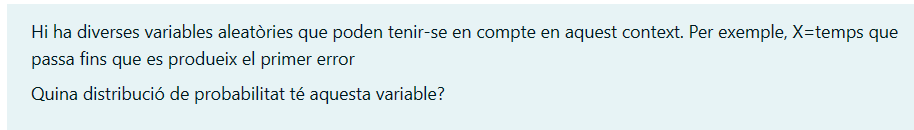 Hi ha diverses variables aleatòries que poden tenir-se en compte en aquest context. Per exemple, X=temps que
passa fins que es produeix el primer error
Quina distribució de probabilitat té aquesta variable?